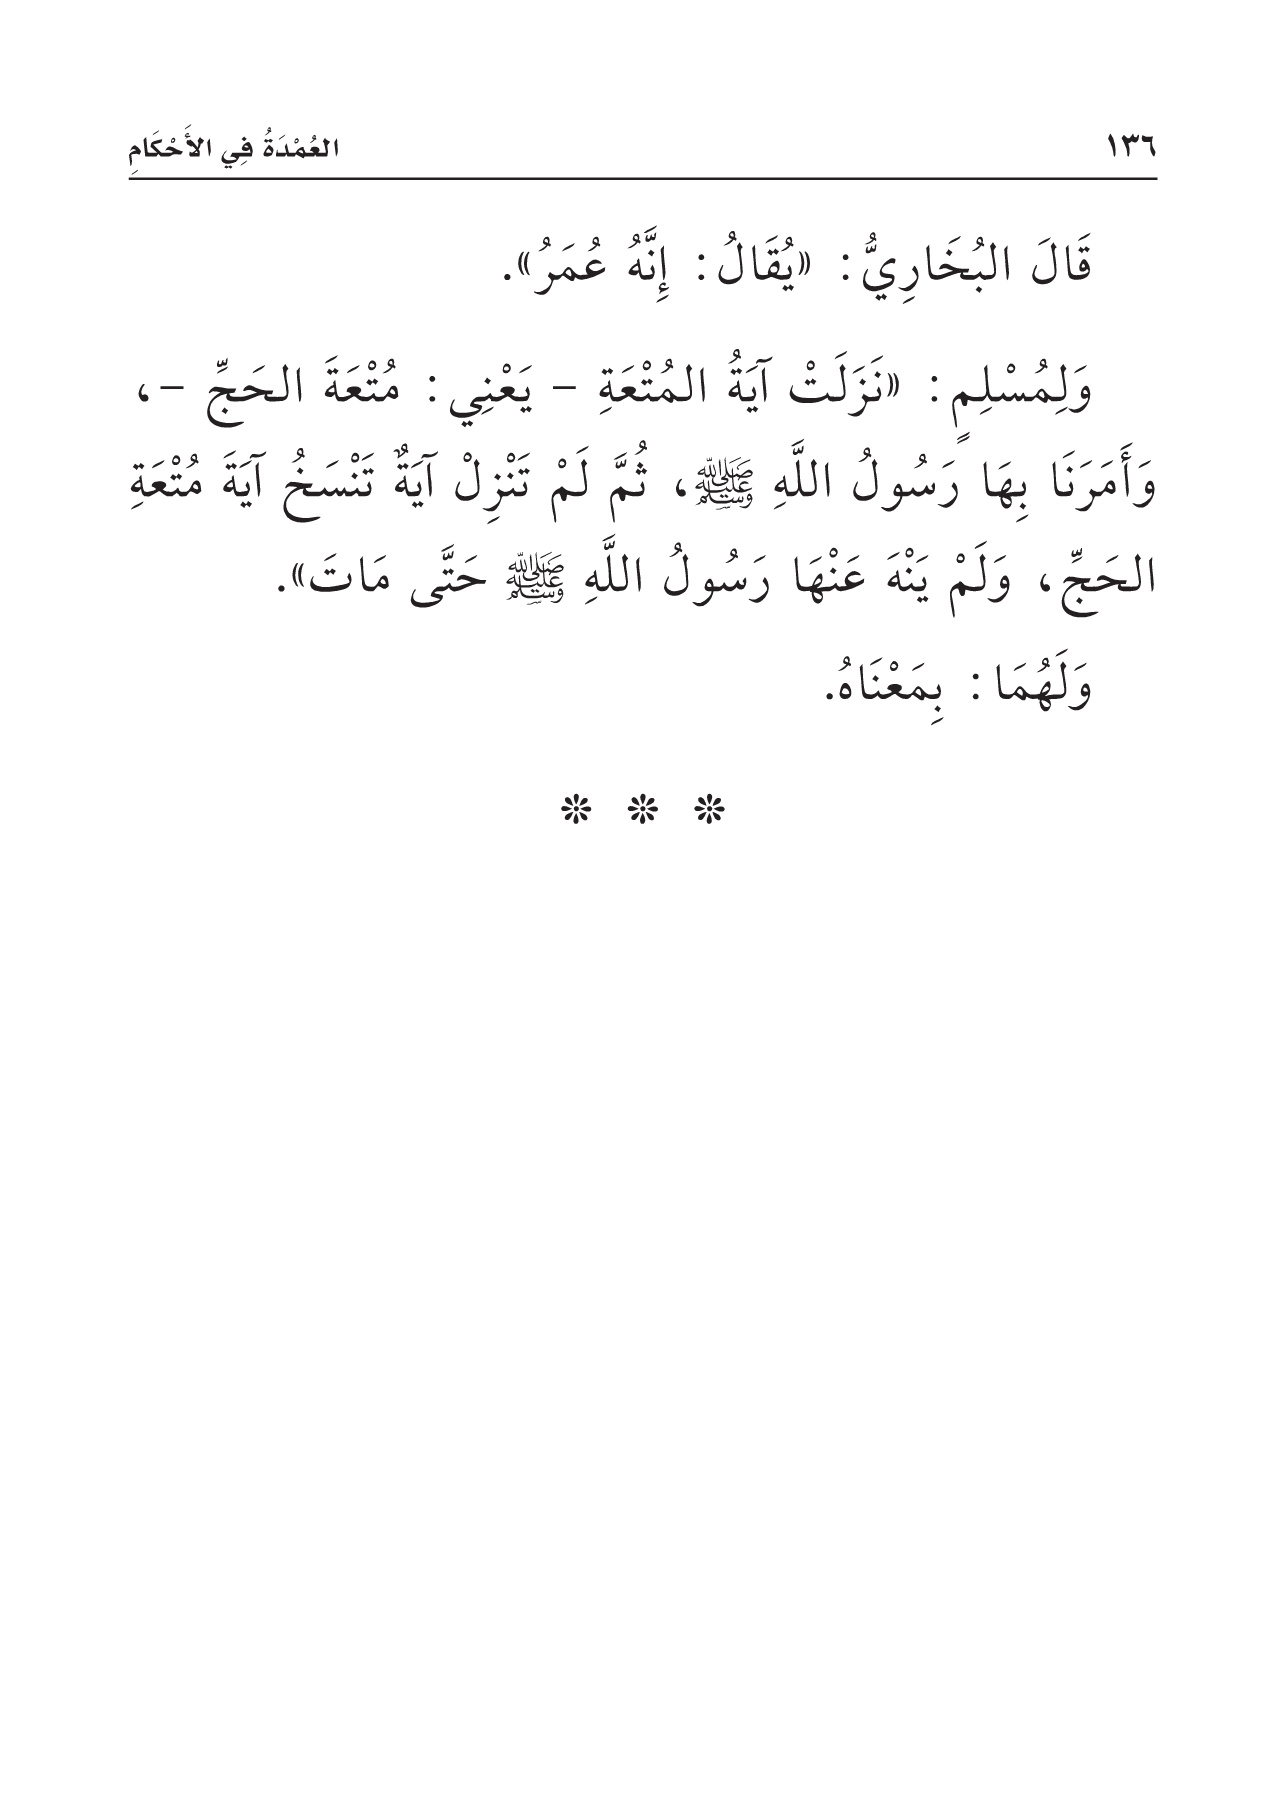 ١٣٦ العُمْدَةُ فِي الأَحْكَامِ
قَالَ البُخَارِيُّ: «يُقَالُ: إِنَّهُ عُمَرُ».
وَلِمُسْلِمٍ: «نَزَلَتْ آيَةُ المُتْعَةِ – يَعْنِي: مُتْعَةَ الحَجِّ –،
وَأَمَرَنَا بِهَا رَسُولُ اللَّهِ ﷺ، ثُمَّ لَمْ تَنْزِلْ آيَةٌ تَنْسَخُ آيَةَ مُتْعَةِ
الحَجِّ، وَلَمْ يَنْهَ عَنْهَا رَسُولُ اللَّهِ ﷺ حَتَّى مَاتَ».
وَلَهُمَا: بِمَعْنَاهُ.